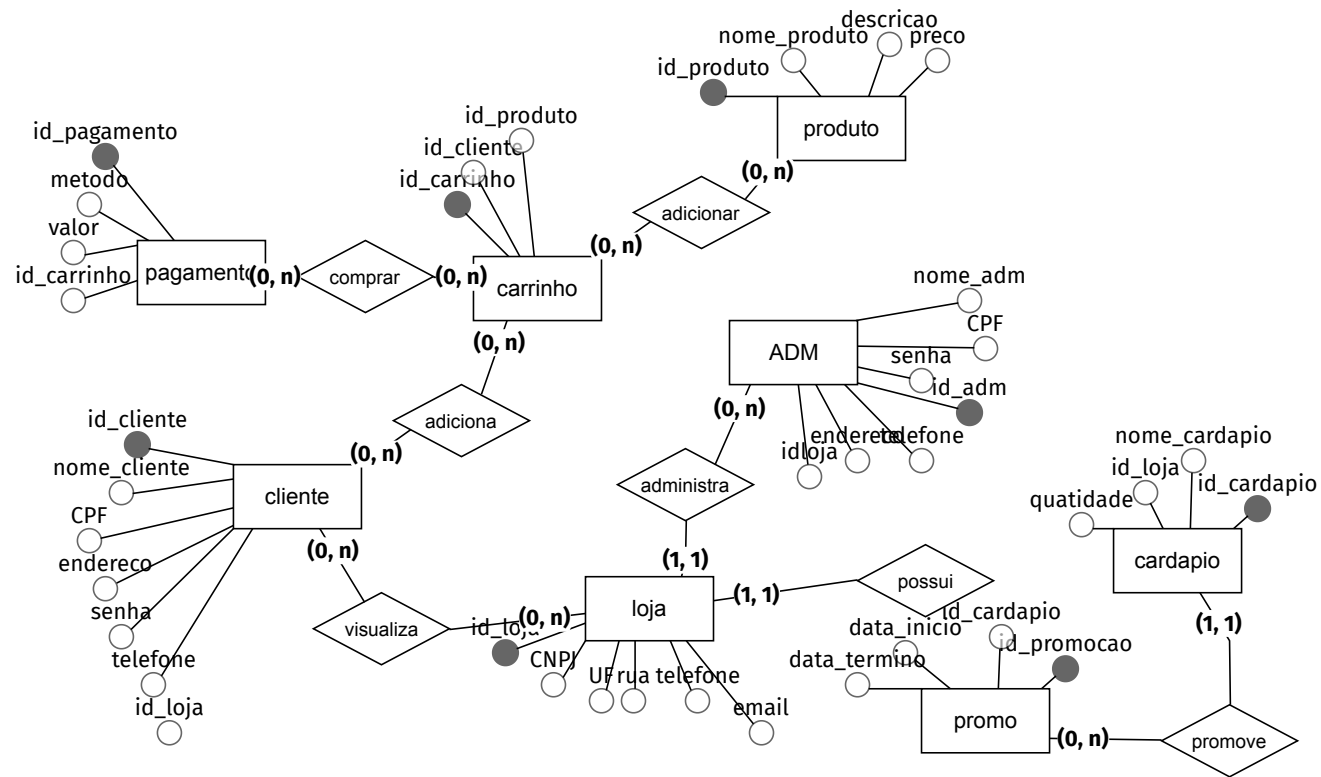 descricao
nome_produto
preco
id_produto
produto
id_produto
id_pagamento
id_cliente
metodo
id_carrinho
(0, n)
valor
adicionar
id_carrinho
pagamento
(0, n)
comprar
(0, n)
(0, n)
carrinho
nome_adm
CPF
(0, n)
ADM
senha
id_adm
(0, n)
id_cliente
adiciona
endereco
telefone
idloja
nome_cardapio
(0, n)
nome_cliente
id_loja
id_cardapio
cliente
administra
quatidade
CPF
(0, n)
(1, 1)
cardapio
endereco
possui
(1, 1)
senha
loja
id_cardapio
(0, n)
visualiza
id_loja
data_inicio
(1, 1)
id_promocao
telefone
CNPJ
data_termino
UF
rua
telefone
id_loja
email
promo
(0, n)
promove